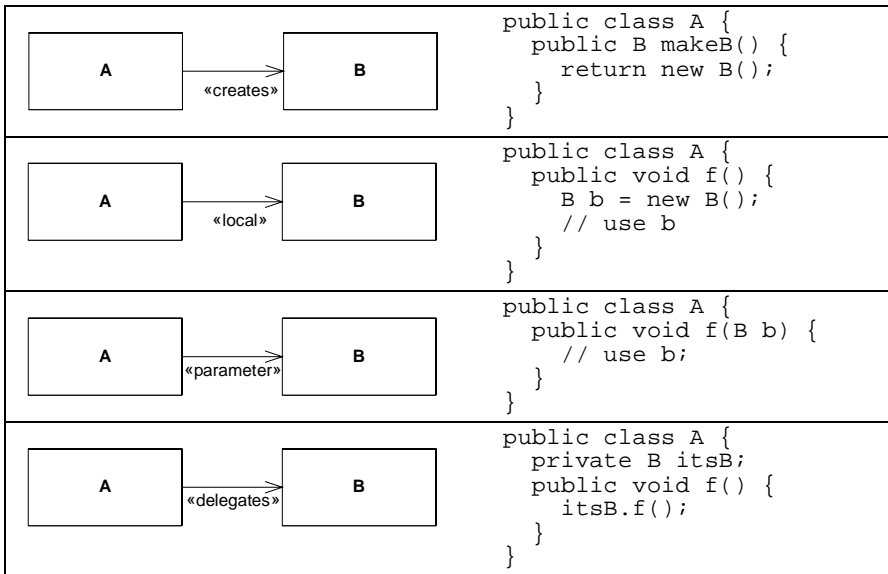 A
B
«creates»
public class A {
  public B makeB() {
    return new B();
  }
}
A
B
«local»
public class A {
  public void f() {
    B b = new B();
    // use b
  }
}
A
B
«parameter»
public class A {
  public void f(B b) {
    // use b;
  }
}
A
B
«delegates»
public class A {
  private B itsB;
  public void f() {
    itsB.f();
  }
}